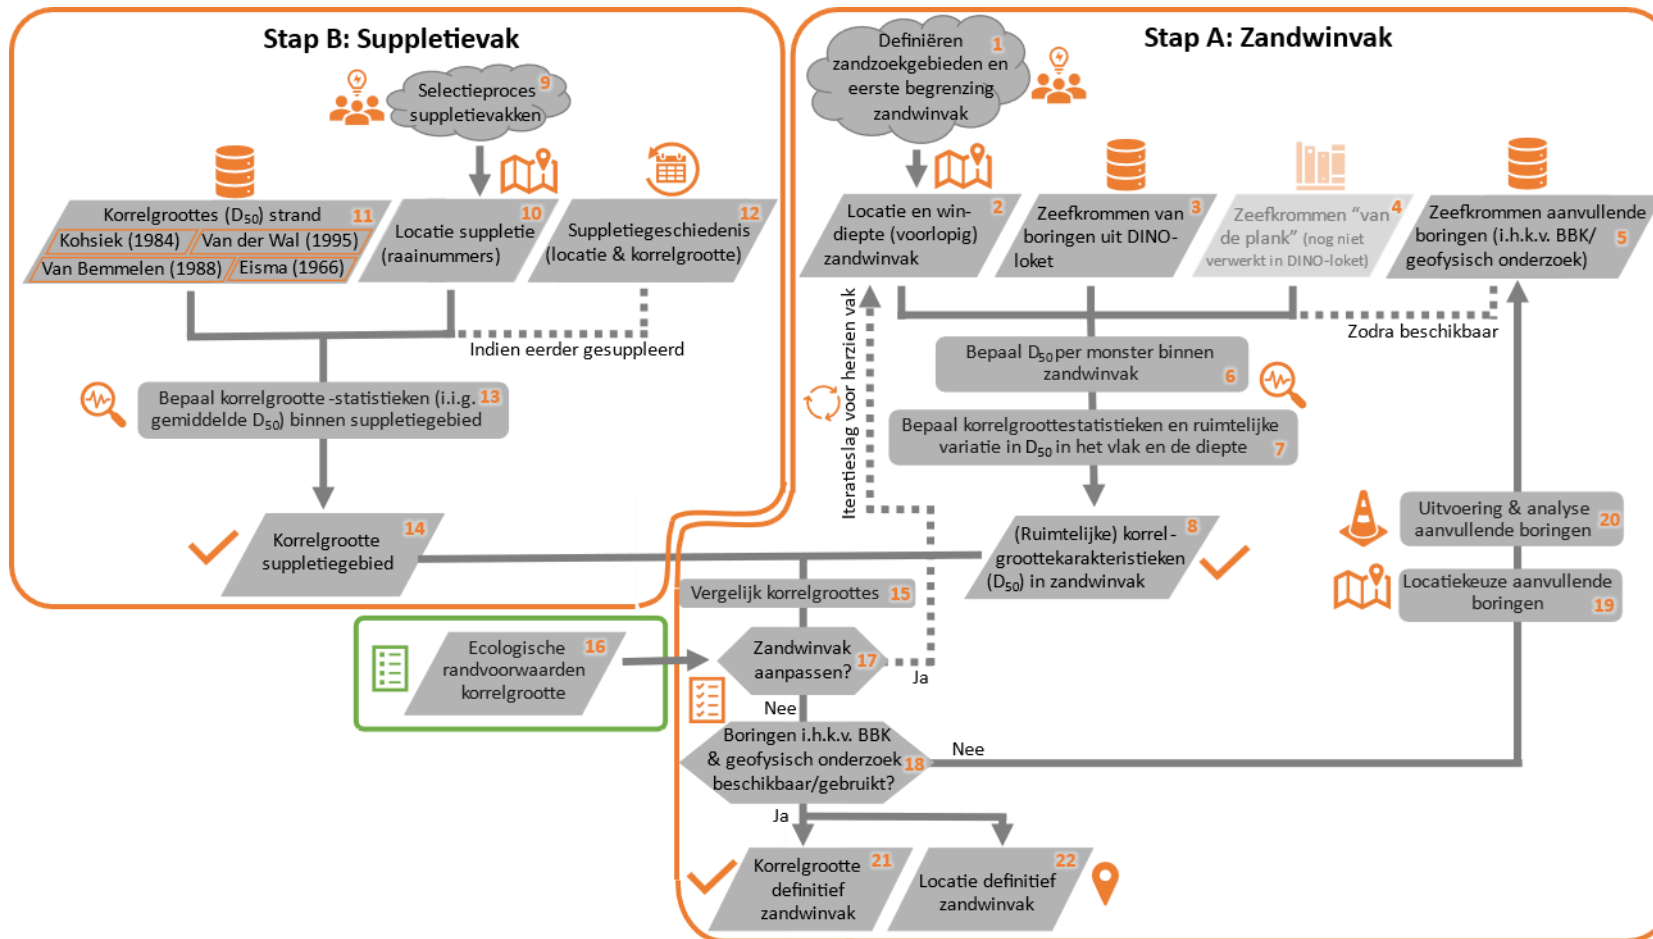 Stap B: Suppletievak
Selectieproces 9
suppletievakken
Korrelgroottes (D50) strand 11
Kohsiek (1984) Van der Wal (1995)
Van Bemmelen (1988) Eisma (1966)
10
Locatie suppletie
(raainummers)
12
Suppletiegeschiedenis
(locatie & korrelgrootte)
Indien eerder gesuppleerd
Bepaal korrelgrootte -statistieken (i.i.g. 13
gemiddelde D50) binnen suppletiegebied
14
Korrelgrootte
suppletiegebied
Stap A: Zandwinvak
Definiëren 1
zandzoekgebieden en
eerste begrenzing
zandwinvak
Locatie en win- 2
diepte (voorlopig)
zandwinvak
Zeefkrommen van 3
boringen uit DINO-
loket
Zeefkrommen “van 4
de plank” (nog niet
verwerkt in DINO-loket)
Zeefkrommen aanvullende
boringen (i.h.k.v. BBK/ 5
geofysisch onderzoek)
Zodra beschikbaar
Iteratieslag voor herzien vak
Bepaal D50 per monster binnen
zandwinvak 6
Bepaal korrelgroottestatistieken en ruimtelijke
variatie in D50 in het vlak en de diepte 7
(Ruimtelijke) korrel- 8
groottekarakteristieken
(D50) in zandwinvak
Uitvoering & analyse
aanvullende boringen 20
Locatiekeuze aanvullende
boringen 19
Vergelijk korrelgroottes 15
Ecologische 16
randvoorwaarden
korrelgrootte
Zandwinvak
aanpassen? 17
Ja
Nee
Boringen i.h.k.v. BBK
& geofysisch onderzoek 18
beschikbaar/gebruikt?
Nee
Ja
Korrelgrootte 21
definitief
zandwinvak
22
Locatie definitief
zandwinvak